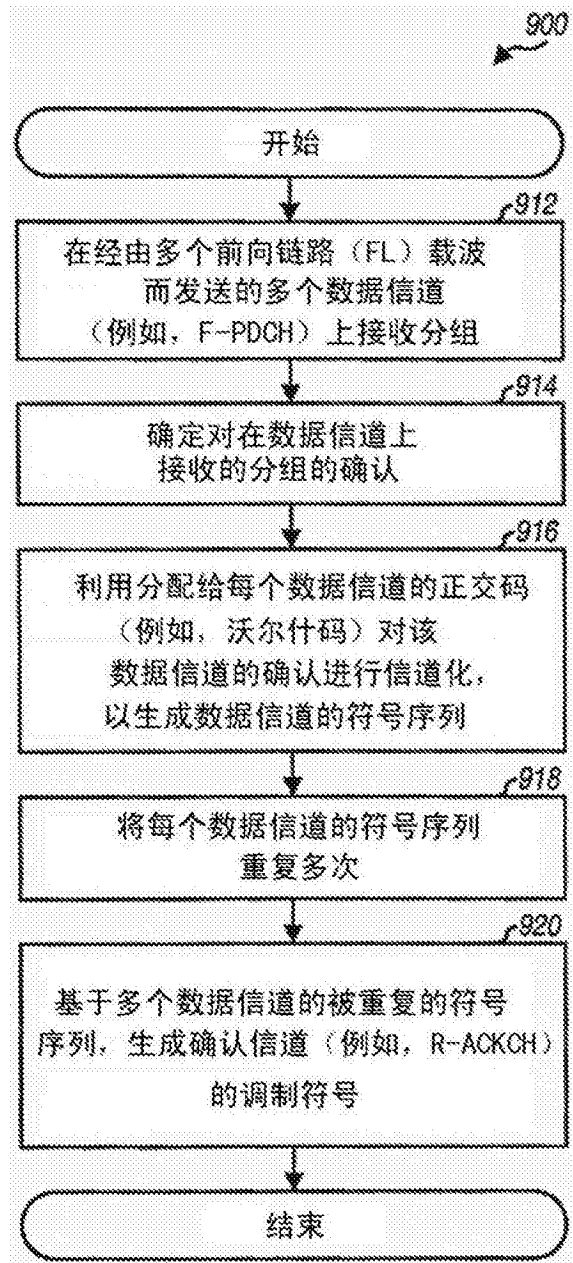 900
开始
912
在经由多个前向链路（FL）载波
而发送的多个数据信道
（例如，F-PDCH）上接收分组
914
确定对在数据信道上
接收的分组的确认
916
利用分配给每个数据信道的正交码
（例如，沃尔什码）对该
数据信道的确认进行信道化，
以生成数据信道的符号序列
918
将每个数据信道的符号序列
重复多次
920
基于多个数据信道的被重复的符号
序列，生成确认信道（例如，R-ACKCH）
的调制符号
结束